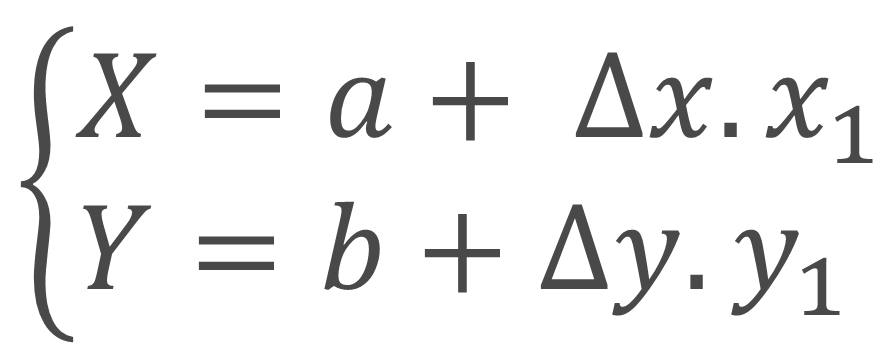 X = a + Δx. x₁
Y = b + Δy. y₁